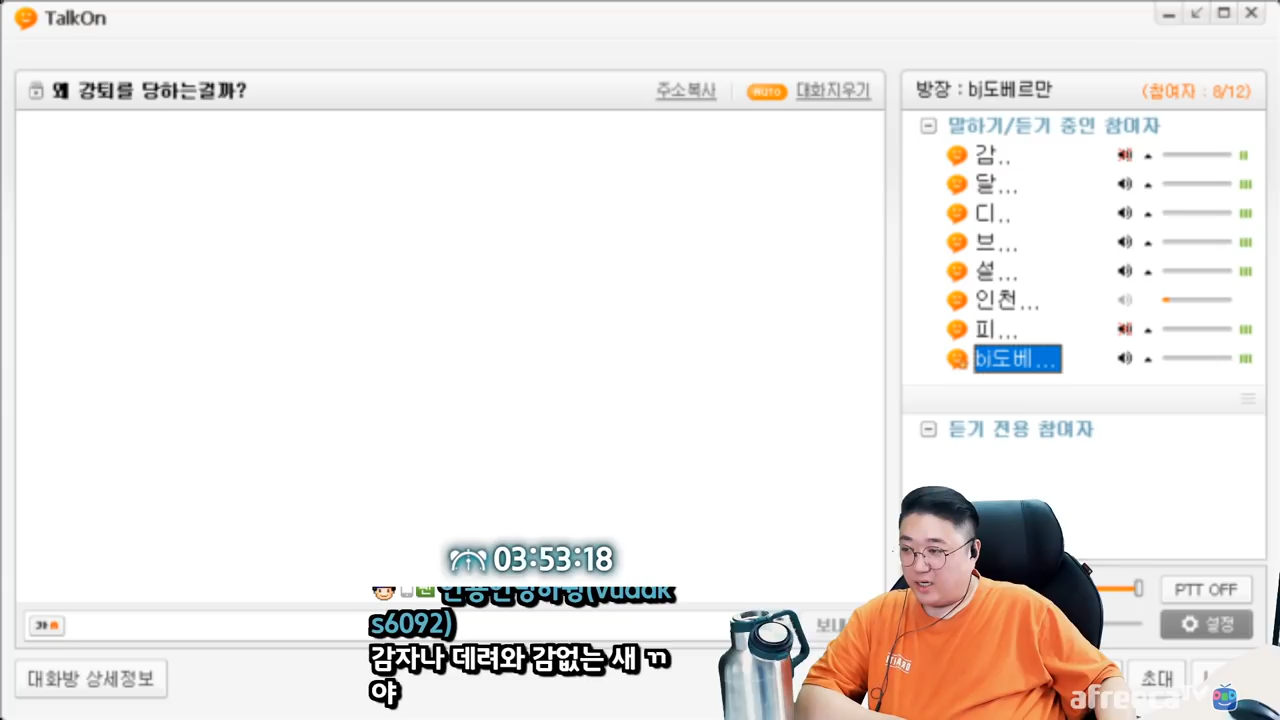 TalkOn
왜 강퇴를 당하는걸까?
주소복사
AUTO
대화지우기
방장 : bj도베르만
(참여자 : 8/12)
말하기/듣기 중인 참여자
감..
달...
디..
브...
설...
인천...
피...
bj도베...
듣기 전용 참여자
03:53:18
s6092)
감자나 데려와 감없는 새 ㄲ
야
가
보내
PTT OFF
설정
대화방 상세정보
초대
afreecaTV